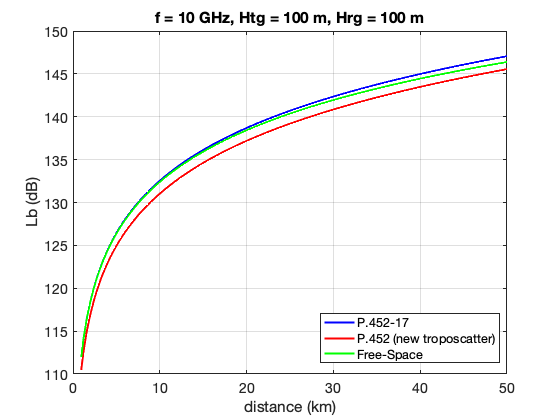 f = 10 GHz, Htg = 100 m, Hrg = 100 m
150
145
140
135
130
125
120
115
110
Lb (dB)
0
10
20
30
40
50
distance (km)
P.452-17
P.452 (new troposcatter)
Free-Space